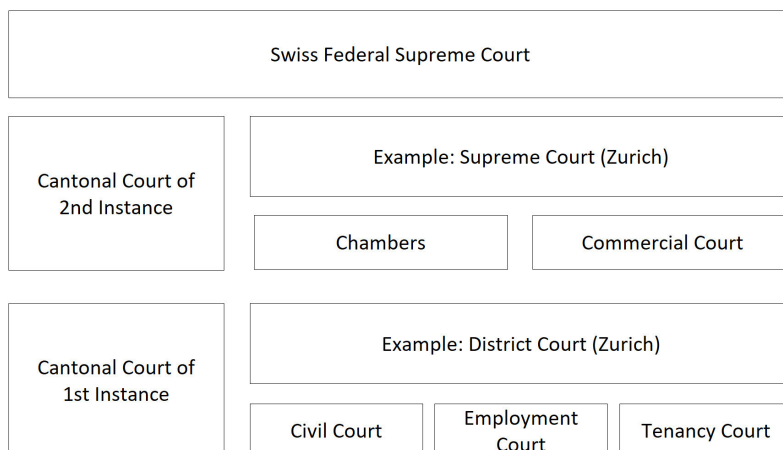 Swiss Federal Supreme Court
Cantonal Court of
2nd Instance
Example: Supreme Court (Zurich)
Chambers
Commercial Court
Cantonal Court of
1st Instance
Example: District Court (Zurich)
Civil Court
Employment
Court
Tenancy Court